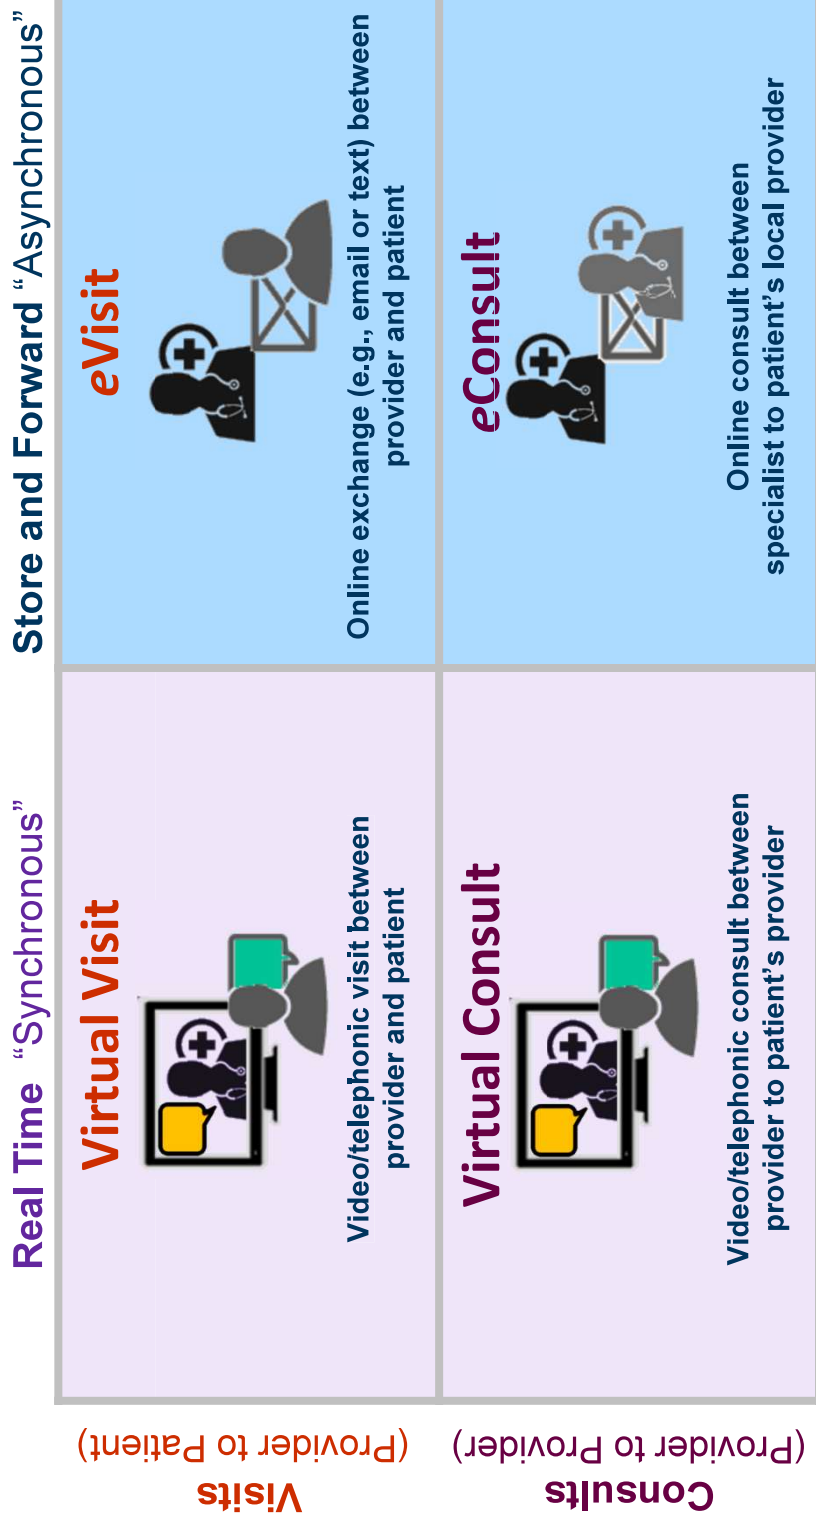 Real Time “Synchronous”
Store and Forward “Asynchronous”
Visits
(Provider to Patient)
Virtual Visit
Video/telephonic visit between
provider and patient
eVisit
Online exchange (e.g., email or text) between
provider and patient
Consults
(Provider to Provider)
Virtual Consult
Video/telephonic consult between
provider to patient’s provider
eConsult
Online consult between
specialist to patient’s local provider